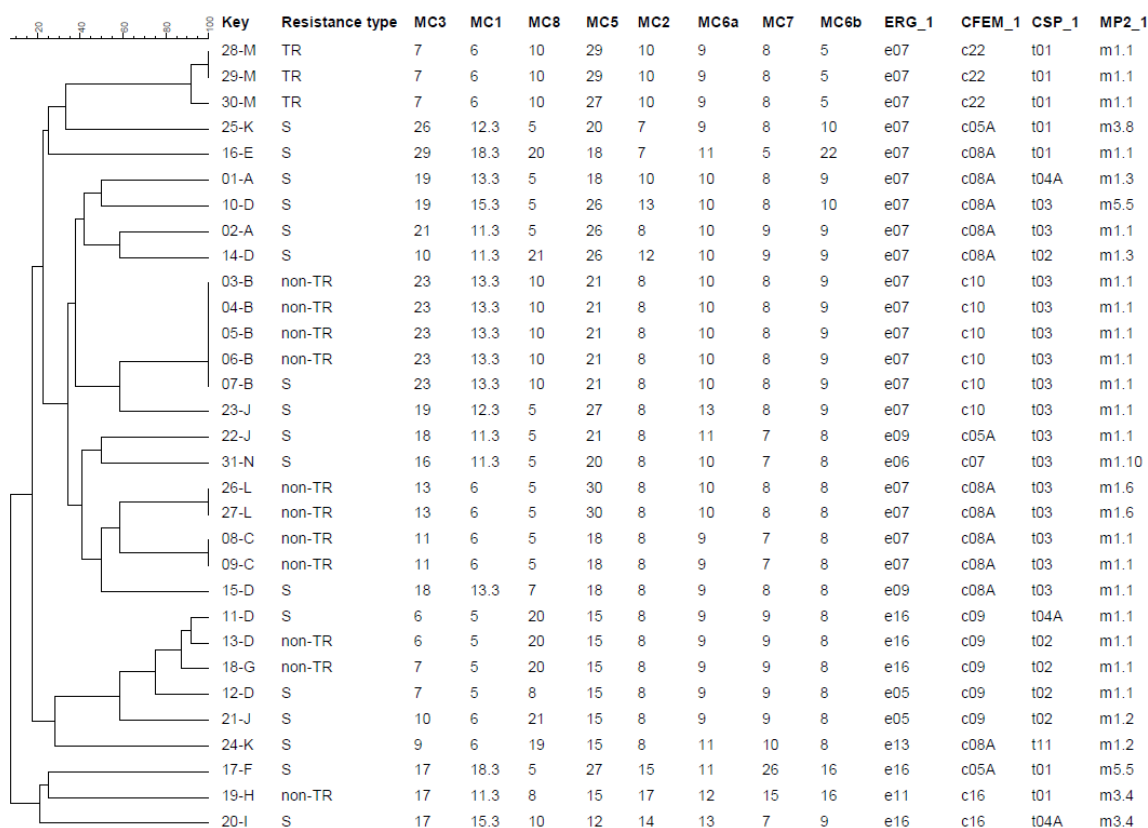 20 40 60 80 100 Key Resistance type MC3 MC1 MC8 MC5 MC2 MC6a MC7 MC6b ERG_1 CFEM_1 CSP_1 MP2_1
28-M TR 7 6 10 29 10 9 8 5 e07 c22 t01 m1.1
29-M TR 7 6 10 29 10 9 8 5 e07 c22 t01 m1.1
30-M TR 7 6 10 27 10 9 8 5 e07 c22 t01 m1.1
25-K S 26 12.3 5 20 7 9 8 10 e07 c05A t01 m3.8
16-E S 29 18.3 20 18 7 11 5 22 e07 c08A t01 m1.1
01-A S 19 13.3 5 18 10 10 8 9 e07 c08A t04A m1.3
10-D S 19 15.3 5 26 13 10 8 10 e07 c08A t03 m5.5
02-A S 21 11.3 5 26 8 10 9 9 e07 c08A t03 m1.1
14-D S 10 11.3 21 26 12 10 9 9 e07 c08A t02 m1.3
03-B non-TR 23 13.3 10 21 8 10 8 9 e07 c10 t03 m1.1
04-B non-TR 23 13.3 10 21 8 10 8 9 e07 c10 t03 m1.1
05-B non-TR 23 13.3 10 21 8 10 8 9 e07 c10 t03 m1.1
06-B non-TR 23 13.3 10 21 8 10 8 9 e07 c10 t03 m1.1
07-B S 23 13.3 10 21 8 10 8 9 e07 c10 t03 m1.1
23-J S 19 12.3 5 27 8 13 8 9 e07 c10 t03 m1.1
22-J S 18 11.3 5 21 8 11 7 8 e09 c05A t03 m1.1
31-N S 16 11.3 5 20 8 10 7 8 e06 c07 t03 m1.10
26-L non-TR 13 6 5 30 8 10 8 8 e07 c08A t03 m1.6
27-L non-TR 13 6 5 30 8 10 8 8 e07 c08A t03 m1.6
08-C non-TR 11 6 5 18 8 9 7 8 e07 c08A t03 m1.1
09-C non-TR 11 6 5 18 8 9 7 8 e07 c08A t03 m1.1
15-D S 18 13.3 7 18 8 9 8 8 e09 c08A t03 m1.1
11-D S 6 5 20 15 8 9 9 8 e16 c09 t04A m1.1
13-D non-TR 6 5 20 15 8 9 9 8 e16 c09 t02 m1.1
18-G non-TR 7 5 20 15 8 9 9 8 e16 c09 t02 m1.1
12-D S 7 5 8 15 8 9 9 8 e05 c09 t02 m1.1
21-J S 10 6 21 15 8 9 9 8 e05 c09 t02 m1.2
24-K S 9 6 19 15 8 11 10 8 e13 c08A t11 m1.2
17-F S 17 18.3 5 27 15 11 26 16 e16 c05A t01 m5.5
19-H non-TR 17 11.3 8 15 17 12 15 16 e11 c16 t01 m3.4
20-I S 17 15.3 10 12 14 13 7 9 e16 c16 t04A m3.4